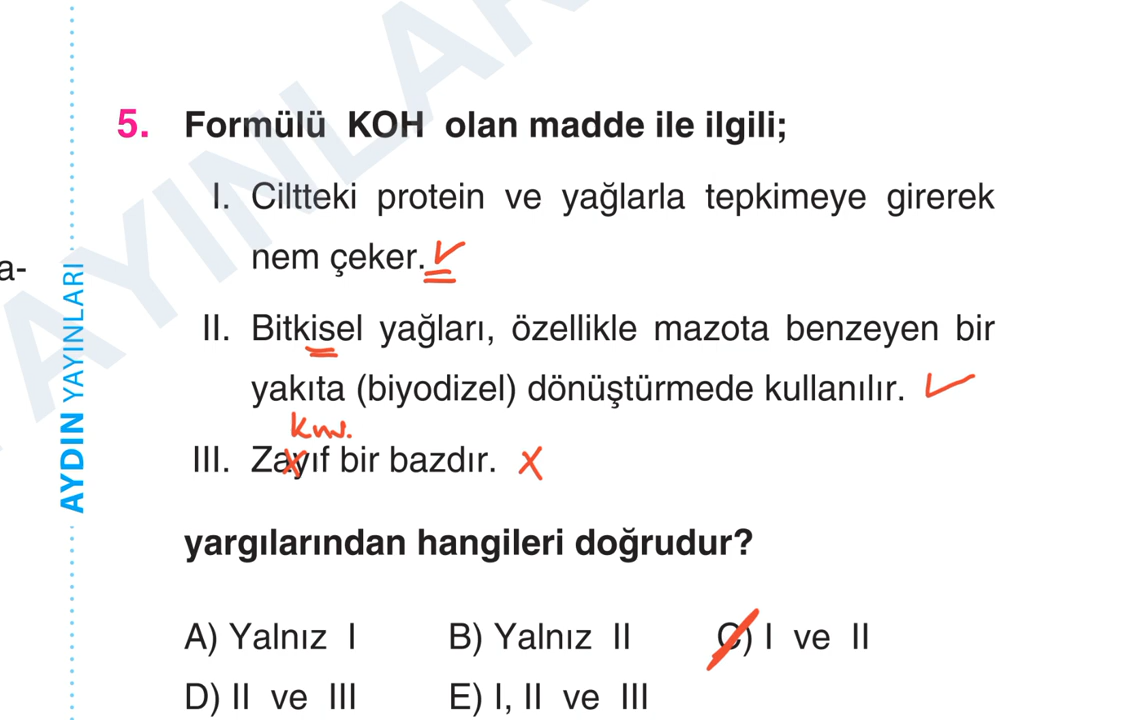 5. Formülü KOH olan madde ile ilgili;
I. Ciltteki protein ve yağlarla tepkimeye girerek
nem çeker.
II. Bitkisel yağları, özellikle mazota benzeyen bir
yakıta (biyodizel) dönüştürmede kullanılır.
III. Zayıf bir bazdır. X
yargılarından hangileri doğrudur?
A) Yalnız I B) Yalnız II C) I ve II
D) II ve III E) I, II ve III
a-
AYDIN YAYINLARI
AYINLAR